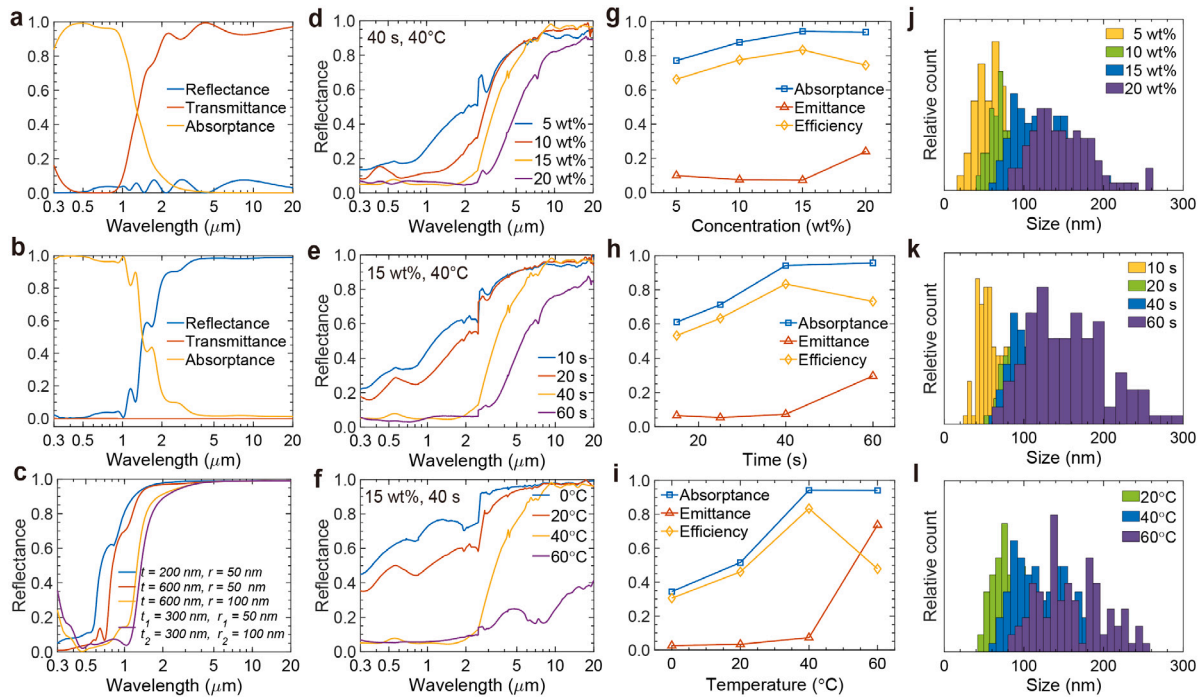 a
1.0
0.8
0.6
0.4
0.2
0.0
Reflectance
Transmittance
Absorptance
0.3 0.5 1 2 5 10 20
Wavelength (μm)
b
1.0
0.8
0.6
0.4
0.2
0.0
Reflectance
Transmittance
Absorptance
0.3 0.5 1 2 5 10 20
Wavelength (μm)
c
Reflectance
1.0
0.8
0.6
0.4
0.2
0.0
t = 200 nm, r = 50 nm
t = 600 nm, r = 50 nm
t = 600 nm, r = 100 nm
t1 = 300 nm, r1 = 50 nm
t2 = 300 nm, r2 = 100 nm
0.3 0.5 1 2 5 10 20
Wavelength (μm)
d
Reflectance
1.0
0.8
0.6
0.4
0.2
0.0
40 s, 40°C
5 wt%
10 wt%
15 wt%
20 wt%
0.3 0.5 1 2 5 10 20
Wavelength (μm)
e
Reflectance
1.0
0.8
0.6
0.4
0.2
0.0
15 wt%, 40°C
10 s
20 s
40 s
60 s
0.3 0.5 1 2 5 10 20
Wavelength (μm)
f
Reflectance
1.0
0.8
0.6
0.4
0.2
0.0
15 wt%, 40 s
0°C
20°C
40°C
60°C
0.3 0.5 1 2 5 10 20
Wavelength (μm)
g
1.0
0.8
0.6
0.4
0.2
0.0
Absorptance
Emittance
Efficiency
5 10 15 20
Concentration (wt%)
h
1.0
0.8
0.6
0.4
0.2
0.0
Absorptance
Emittance
Efficiency
20 40 60
Time (s)
i
1.0
0.8
0.6
0.4
0.2
0.0
Absorptance
Emittance
Efficiency
0 20 40 60
Temperature (°C)
j
Relative count
5 wt%
10 wt%
15 wt%
20 wt%
0 100 200 300
Size (nm)
k
Reletive count
10 s
20 s
40 s
60 s
0 100 200 300
Size (nm)
l
Relative count
20°C
40°C
60°C
0 100 200 300
Size (nm)